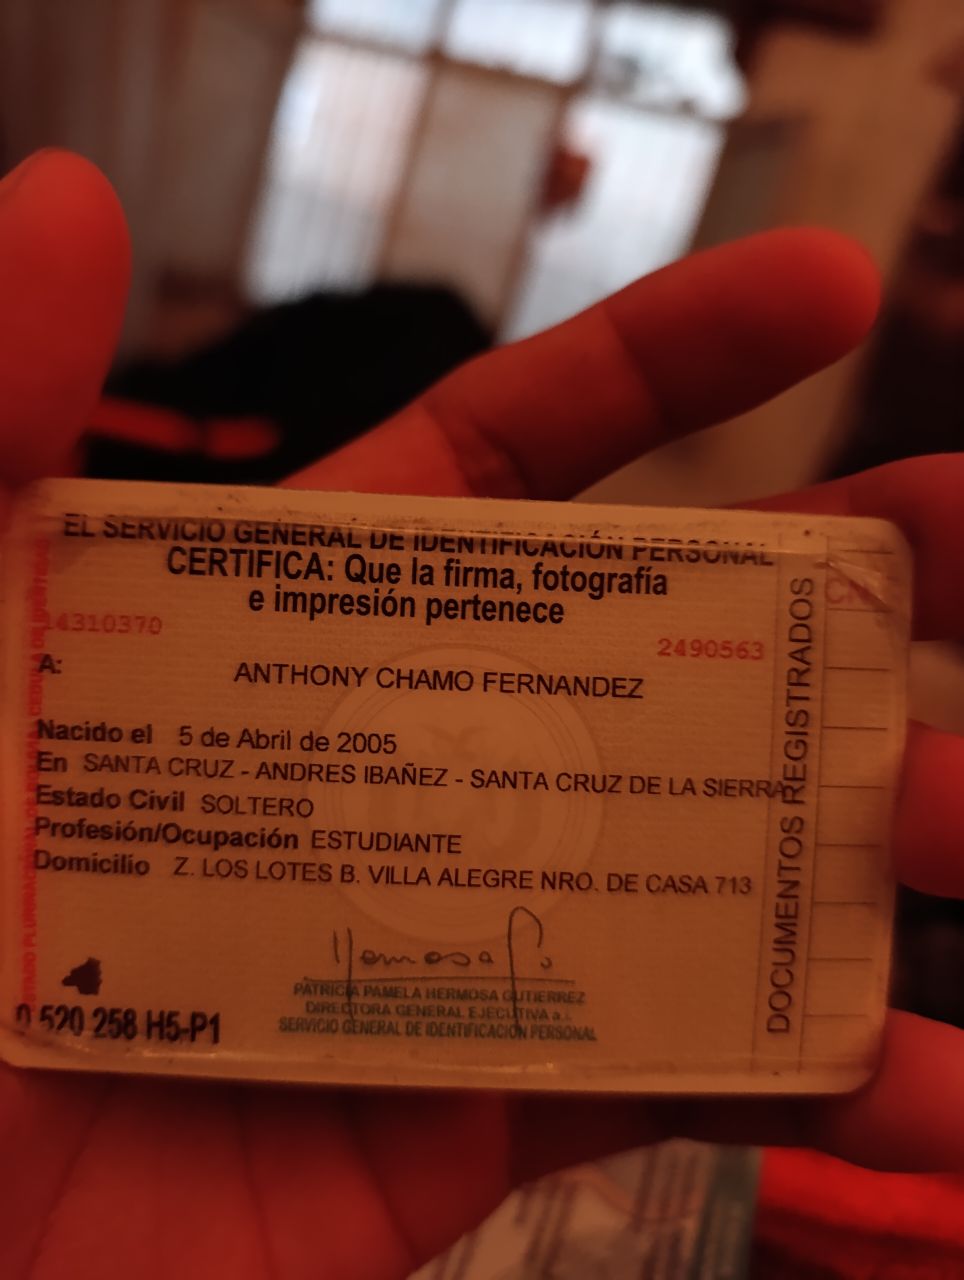 EL SERVICIO GENERAL DE IDENTIFICACIÓN PERSONAL
CERTIFICA: Que la firma, fotografía
e impresión pertenece
14310370
2490563
A: ANTHONY CHAMO FERNANDEZ
Nacido el 5 de Abril de 2005
En SANTA CRUZ - ANDRES IBAÑEZ - SANTA CRUZ DE LA SIERRA
Estado Civil SOLTERO
Profesión/Ocupación ESTUDIANTE
Domicilio Z. LOS LOTES B. VILLA ALEGRE NRO. DE CASA 713
PATRICIA PAMELA HERMOSA GUTIERREZ
DIRECTORA GENERAL EJECUTIVA a.i.
SERVICIO GENERAL DE IDENTIFICACIÓN PERSONAL
520 258 H5-P1
DOCUMENTOS REGISTRADOS